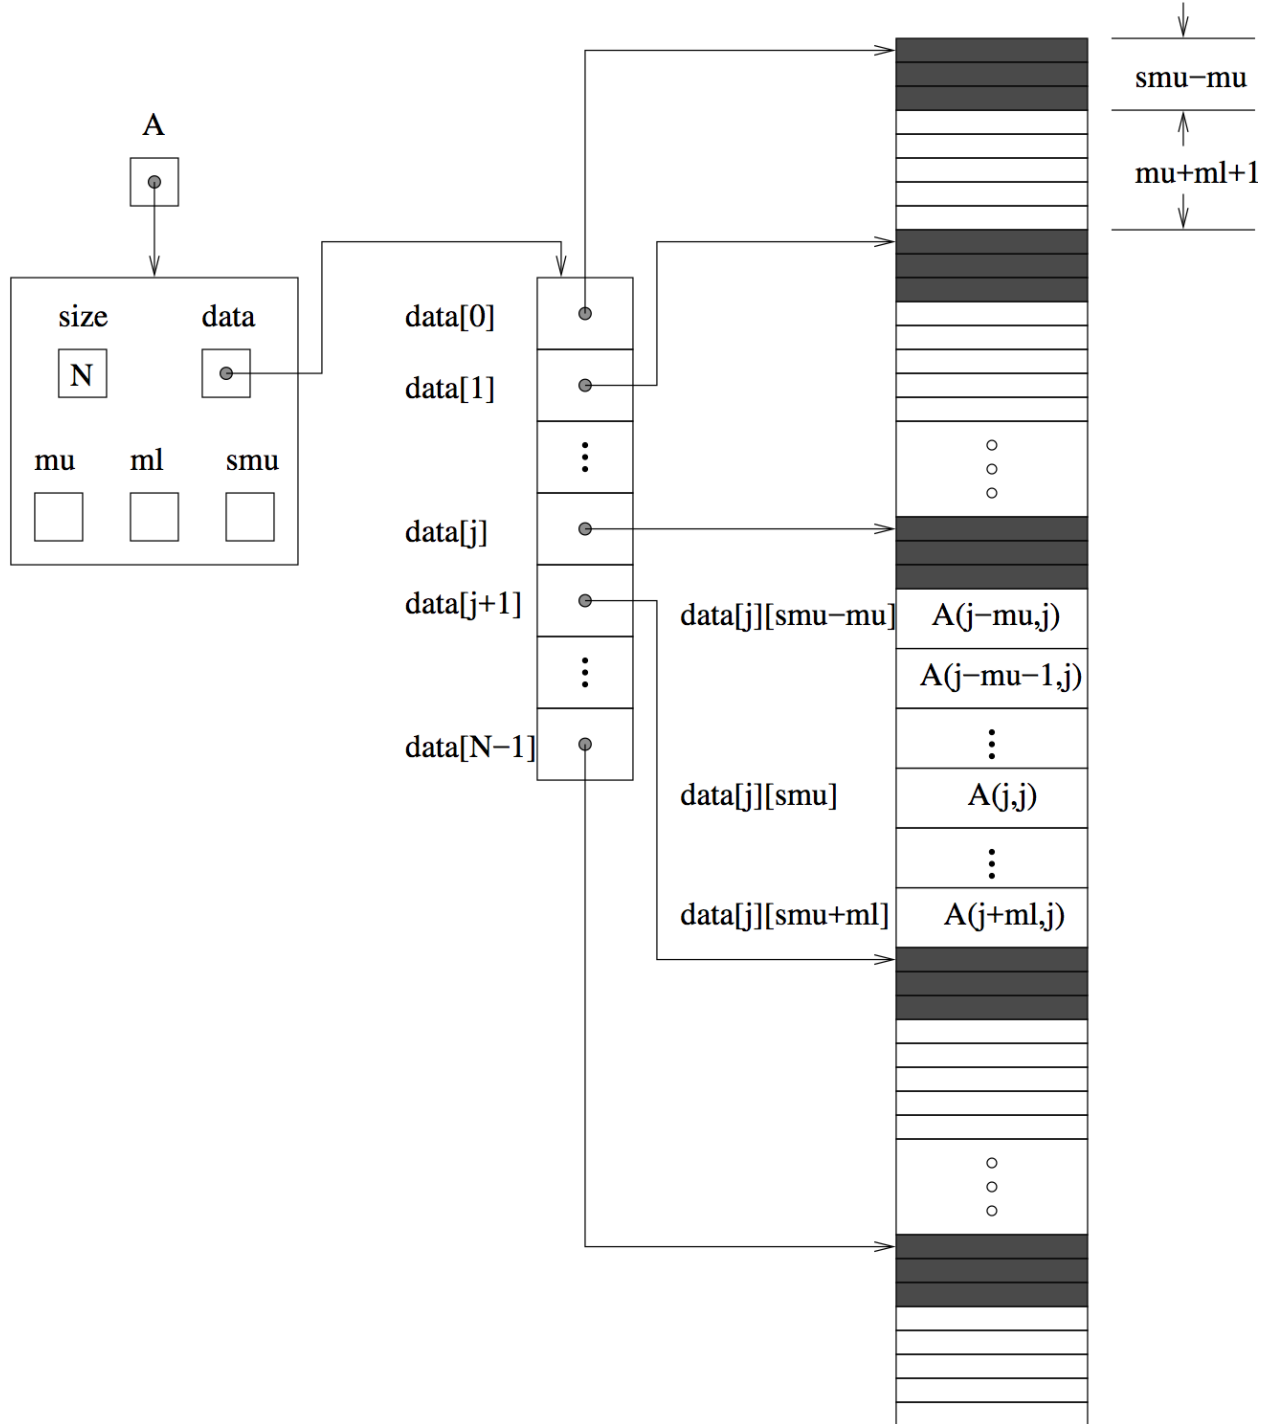 smu−mu
A
mu+ml+1
size data
data[0]
N
data[1]
mu ml smu
data[j]
data[j+1]
data[j][smu−mu] A(j−mu,j)
A(j−mu−1,j)
data[N−1]
data[j][smu] A(j,j)
data[j][smu+ml] A(j+ml,j)